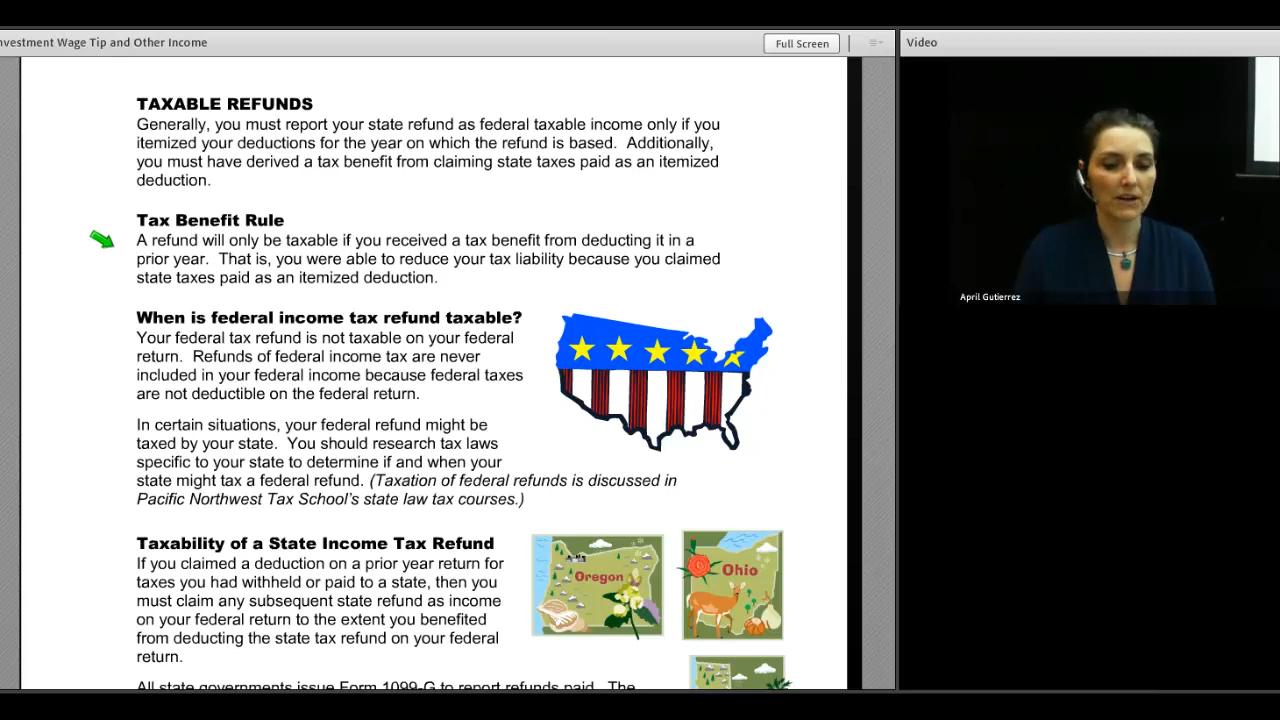 nvestment Wage Tip and Other Income
Full Screen
Video
TAXABLE REFUNDS
Generally, you must report your state refund as federal taxable income only if you
itemized your deductions for the year on which the refund is based.  Additionally,
you must have derived a tax benefit from claiming state taxes paid as an itemized
deduction.
Tax Benefit Rule
A refund will only be taxable if you received a tax benefit from deducting it in a
prior year.  That is, you were able to reduce your tax liability because you claimed
state taxes paid as an itemized deduction.
When is federal income tax refund taxable?
Your federal tax refund is not taxable on your federal
return.  Refunds of federal income tax are never
included in your federal income because federal taxes
are not deductible on the federal return.
In certain situations, your federal refund might be
taxed by your state.  You should research tax laws
specific to your state to determine if and when your
state might tax a federal refund. (Taxation of federal refunds is discussed in
Pacific Northwest Tax School's state law tax courses.)
Taxability of a State Income Tax Refund
If you claimed a deduction on a prior year return for
taxes you had withheld or paid to a state, then you
must claim any subsequent state refund as income
on your federal return to the extent you benefited
from deducting the state tax refund on your federal
return.
All state governments issue Form 1099-G to report refunds paid.  The
Oregon
Ohio
April Gutierrez